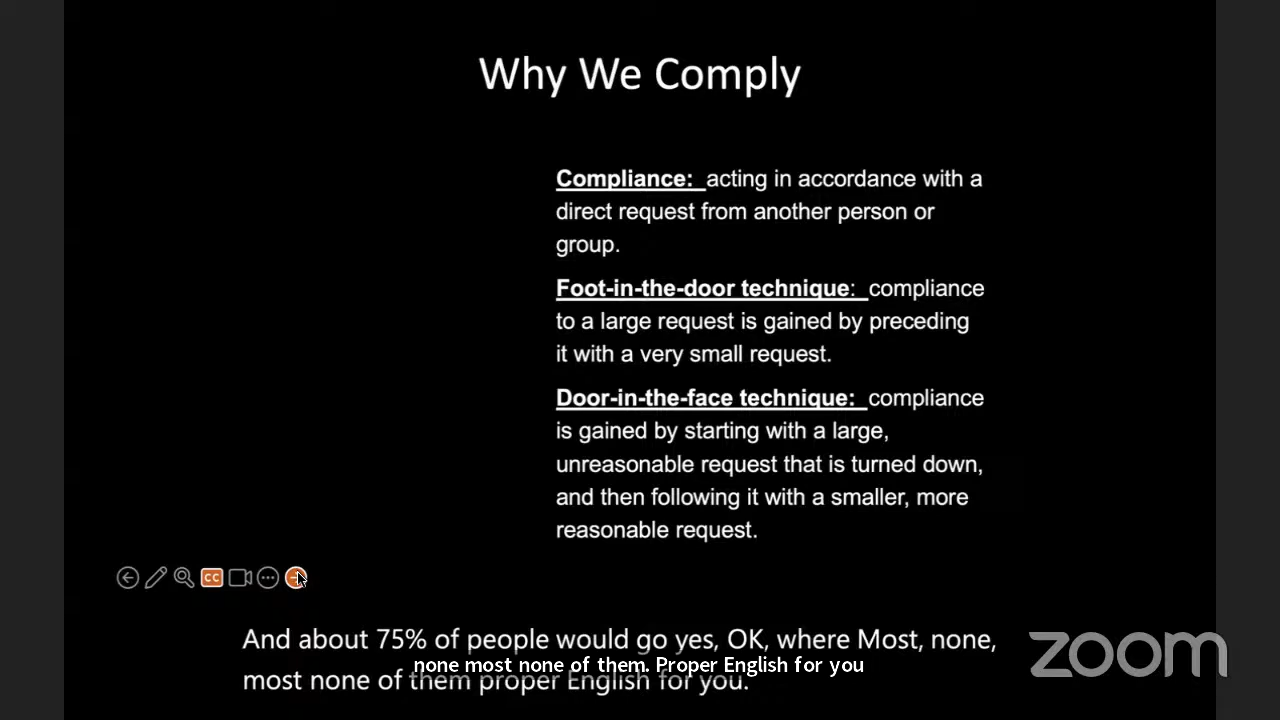 Why We Comply
Compliance: acting in accordance with a
direct request from another person or
group.
Foot-in-the-door technique: compliance
to a large request is gained by preceding
it with a very small request.
Door-in-the-face technique: compliance
is gained by starting with a large,
unreasonable request that is turned down,
and then following it with a smaller, more
reasonable request.
CC
And about 75% of people would go yes, OK, where Most, none,
none most none of them. Proper English for you
most none of them proper English for you.
zoom